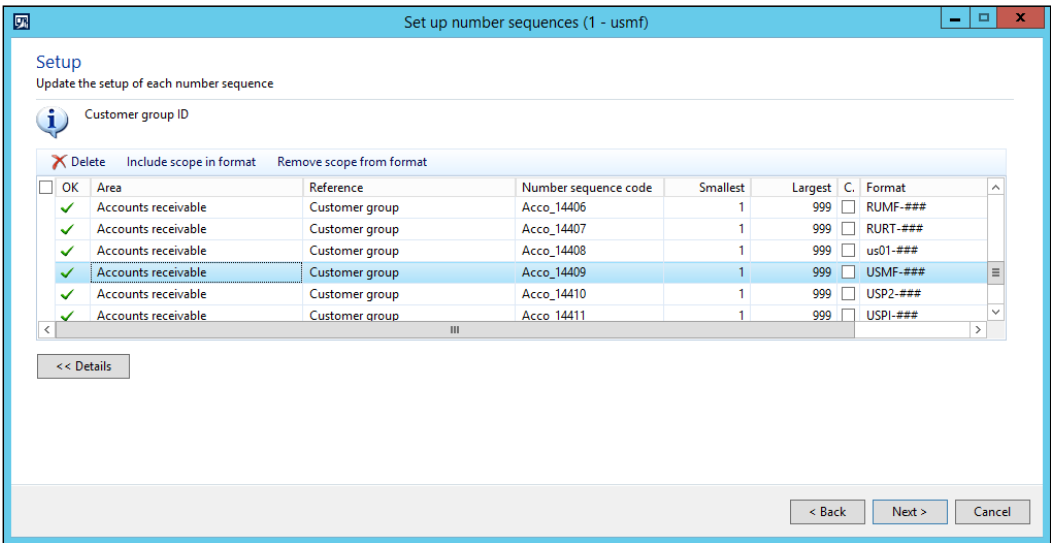 Set up number sequences (1 - usmf)
Setup
Update the setup of each number sequence
Customer group ID
Delete Include scope in format Remove scope from format
OK Area Reference Number sequence code Smallest Largest C. Format
Accounts receivable Customer group Acco_14406 1 999 RUMF-###
Accounts receivable Customer group Acco_14407 1 999 RURT-###
Accounts receivable Customer group Acco_14408 1 999 us01-###
Accounts receivable Customer group Acco_14409 1 999 USMF-###
Accounts receivable Customer group Acco_14410 1 999 USP2-###
Accounts receivable Customer group Acco_14411 1 999 USPI-###
<< Details
< Back Next > Cancel